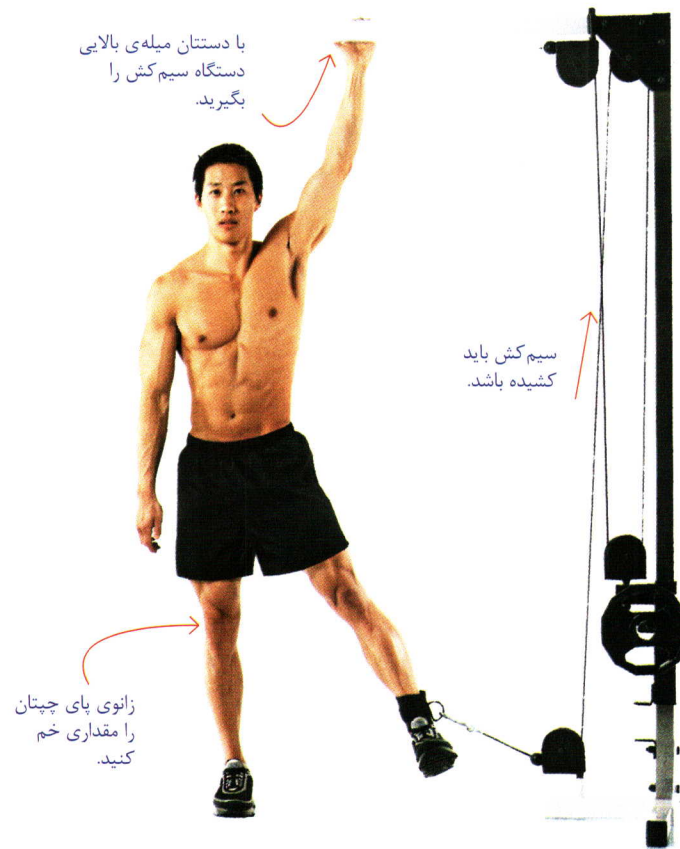 با دستتان میله‌ی بالایی
دستگاه سیم‌کش را
بگیرید.
سیم‌کش باید
کشیده باشد.
زانوی پای چپتان
را مقداری خم
کنید.